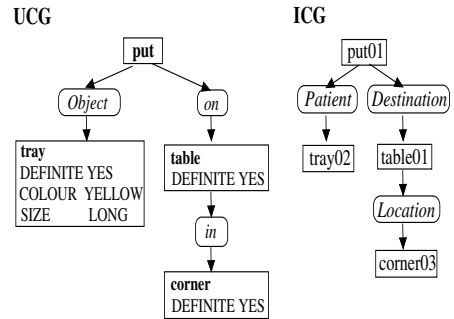 UCG
put
Object
on
tray
DEFINITE YES
COLOUR YELLOW
SIZE LONG
table
DEFINITE YES
in
corner
DEFINITE YES
ICG
put01
Patient
Destination
tray02
table01
Location
corner03